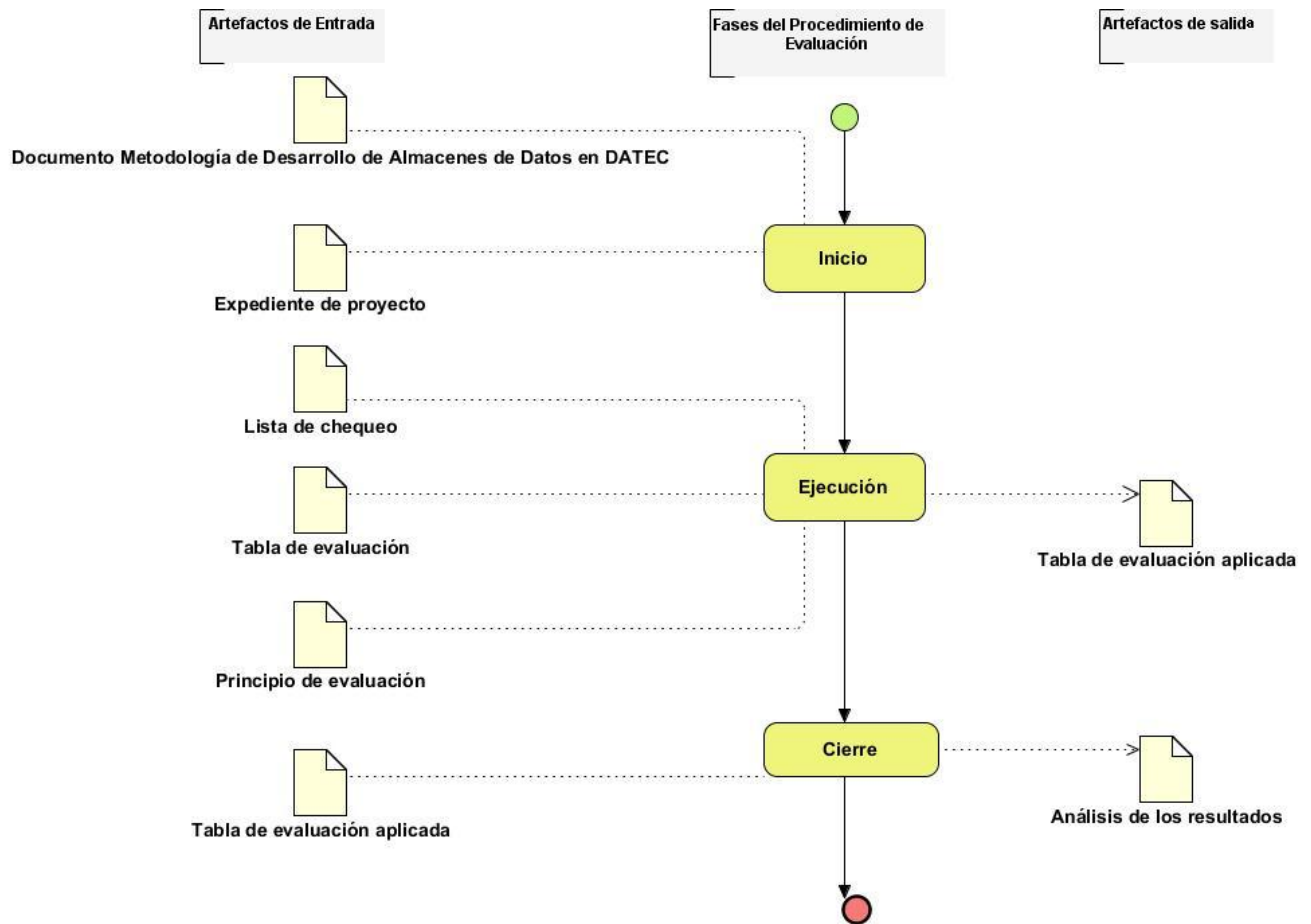 Artefactos de Entrada
Fases del Procedimiento de
Evaluación
Artefactos de salida
Documento Metodología de Desarrollo de Almacenes de Datos en DATEC
Inicio
Expediente de proyecto
Lista de chequeo
Ejecución
Tabla de evaluación
Tabla de evaluación aplicada
Principio de evaluación
Cierre
Tabla de evaluación aplicada
Análisis de los resultados